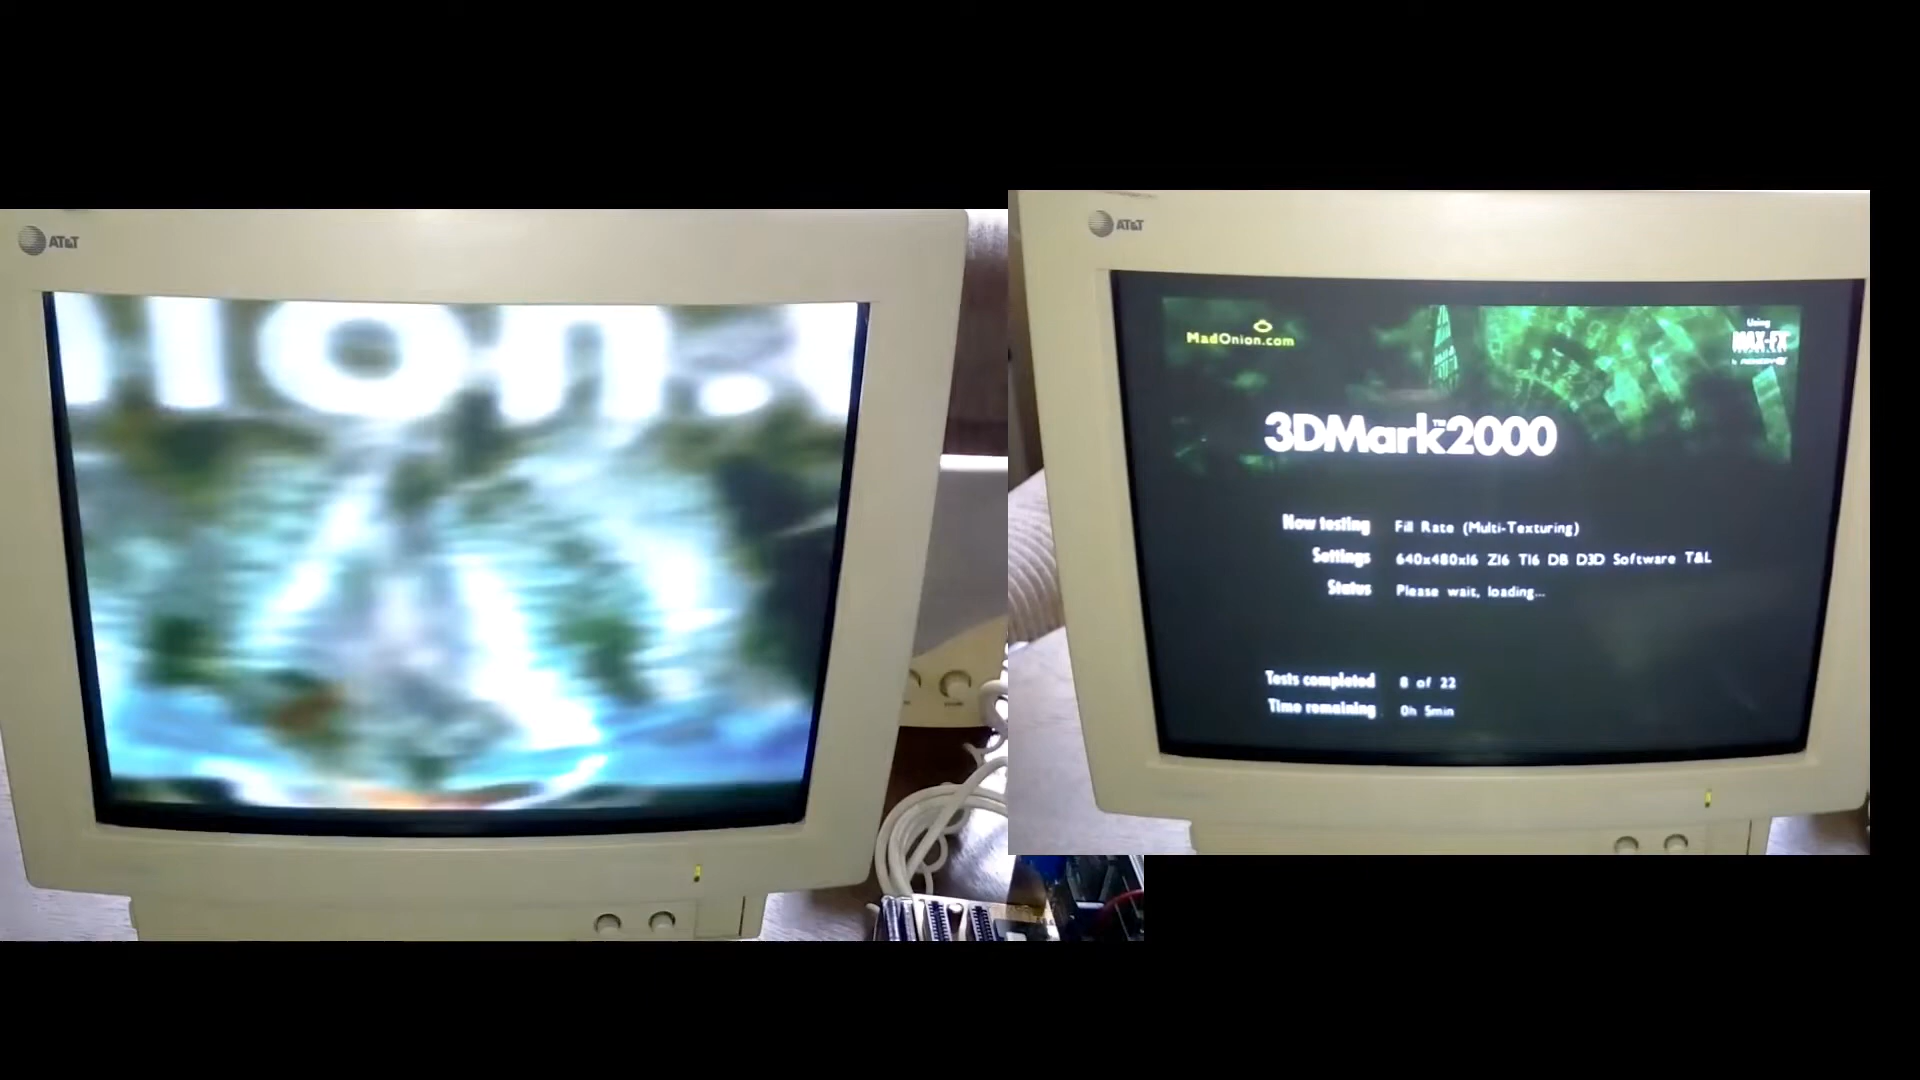 AT&T
ion.
AT&T
MadOnion.com
Using
MAX-FX
3DMark™2000
Now testing Fill Rate (Multi-Texturing)
Settings 640x480x16 Z16 T16 DB D3D Software T&L
Status Please wait, loading...
Tests completed 8 of 22
Time remaining 0h 5min